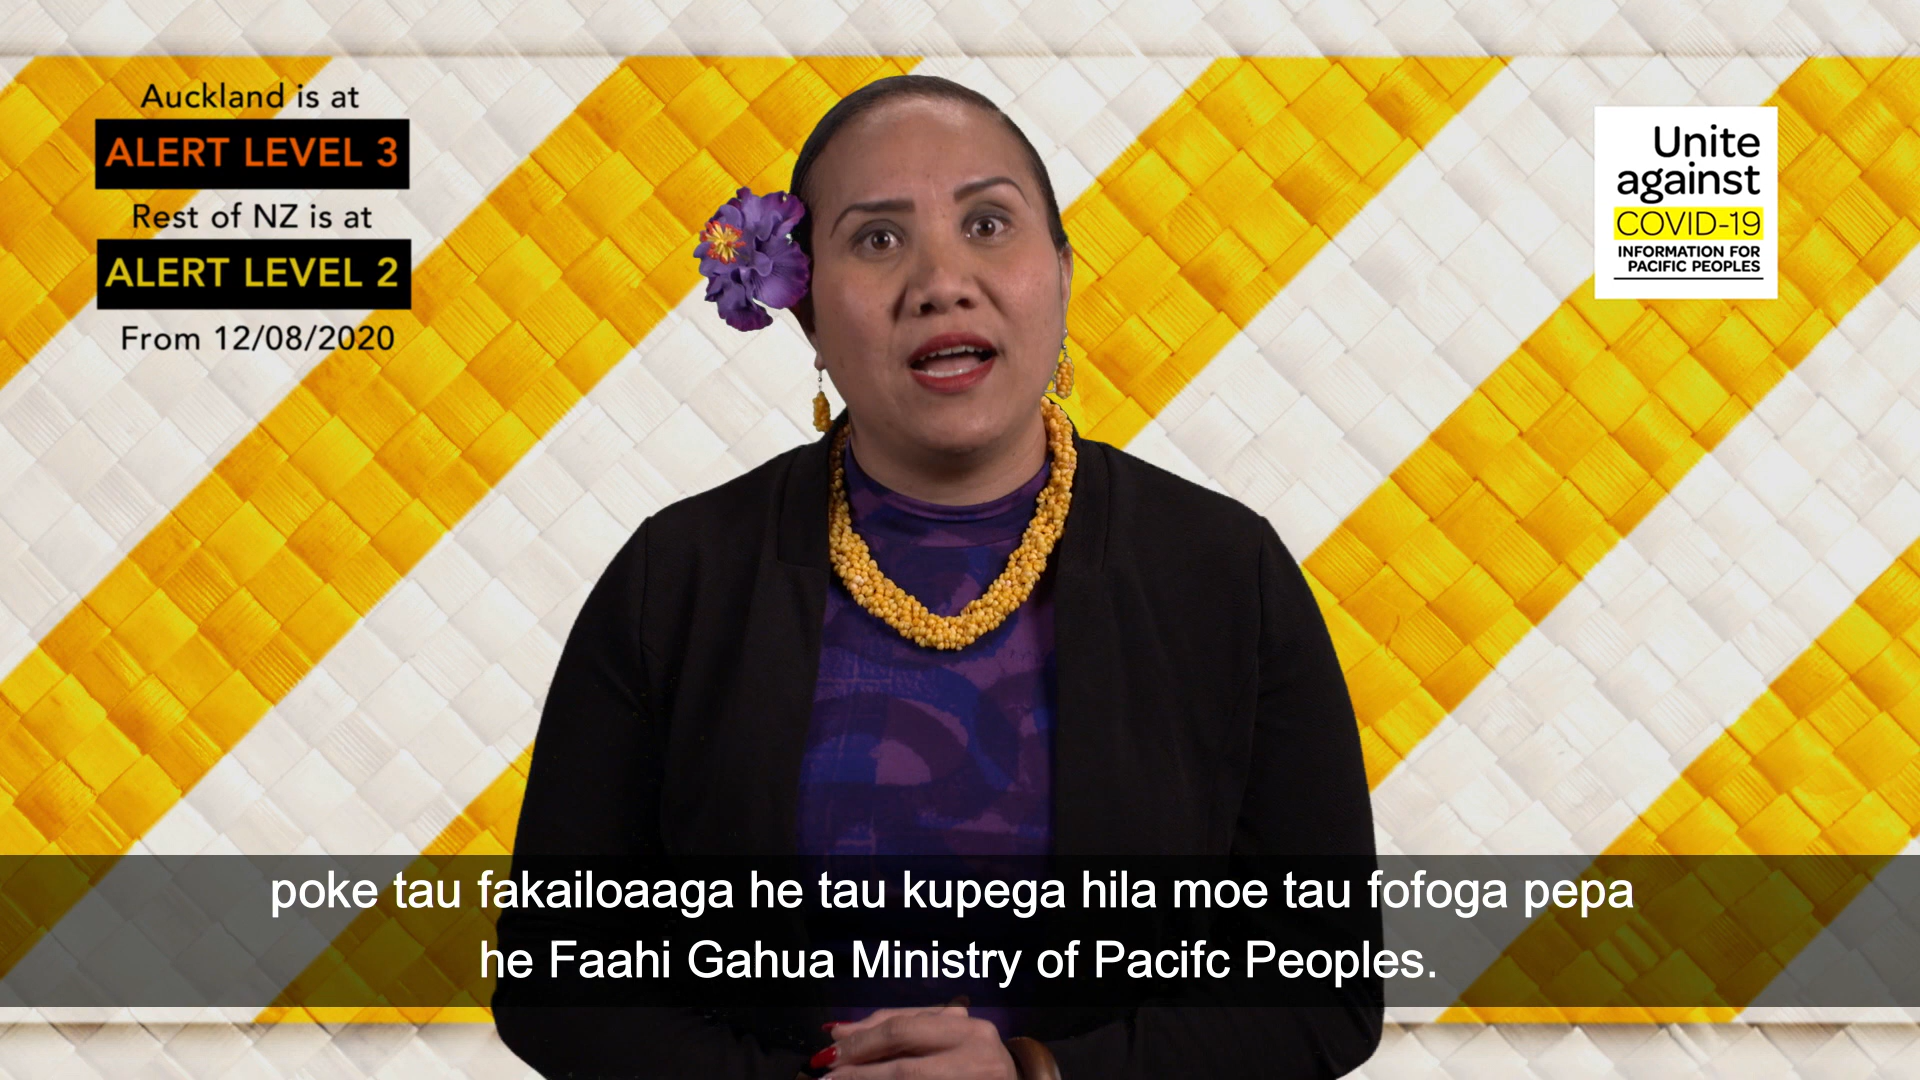 Auckland is at
ALERT LEVEL 3
Rest of NZ is at
ALERT LEVEL 2
From 12/08/2020
Unite
against
COVID-19
INFORMATION FOR
PACIFIC PEOPLES
poke tau fakailoaaga he tau kupega hila moe tau fofoga pepa
he Faahi Gahua Ministry of Pacifc Peoples.